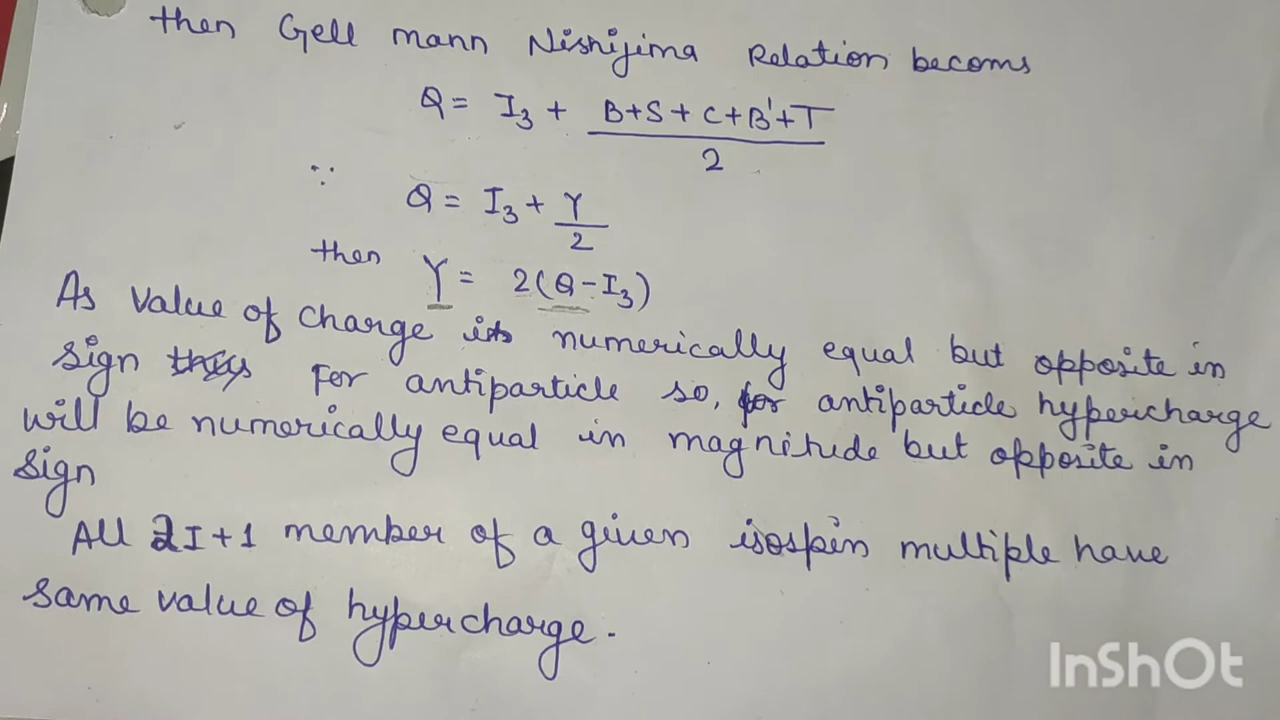 then Gell mann Nishijima Relation becoms
Q = I₃ + (B+S+C+B'+T)/2
∵ Q = I₃ + Y/2
then Y = 2(Q-I₃)
As value of charge is numerically equal but opposite in
sign For antiparticle so, for antiparticle hypercharge
will be numerically equal in magnitude but opposite in
sign
All 2I+1 member of a given isospin multiple have
same value of hypercharge.
InShOt